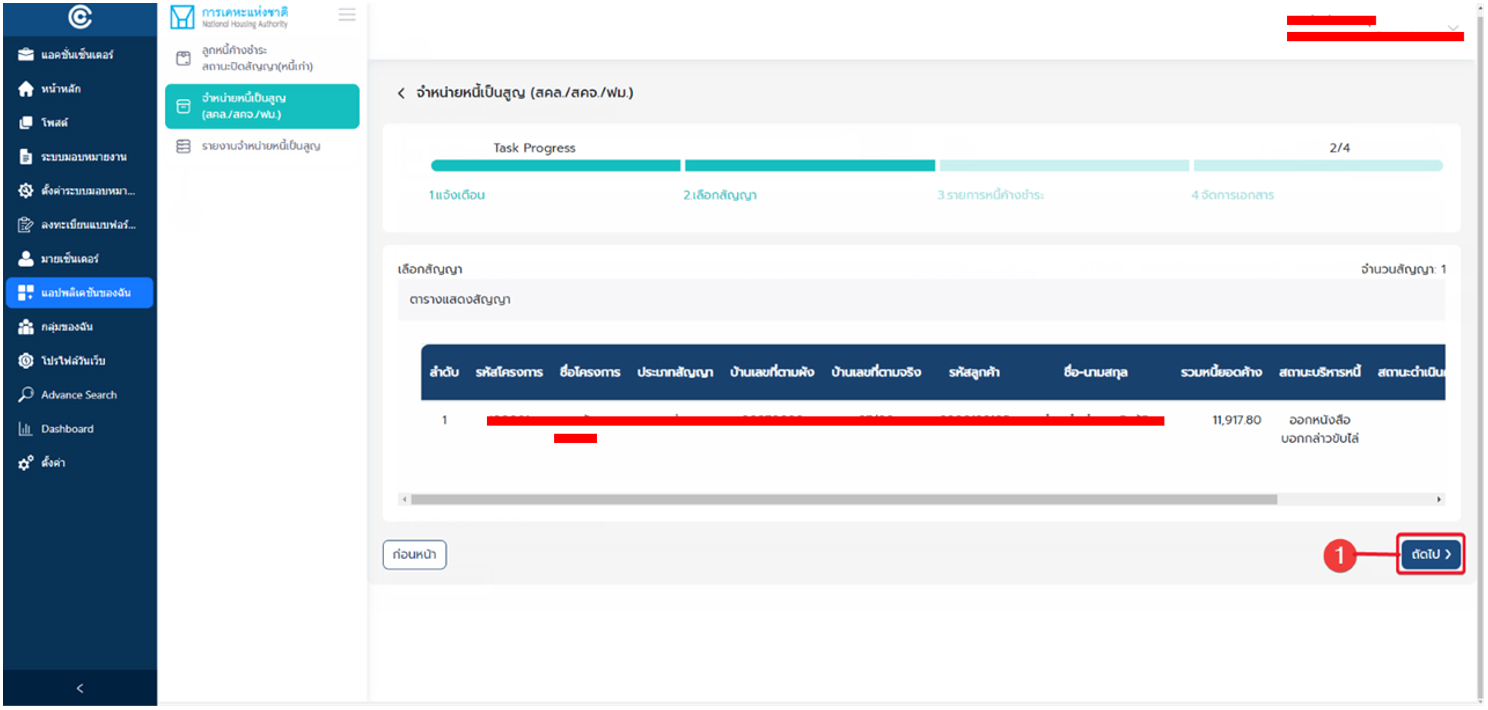 การเคหะแห่งชาติ
National Housing Authority
แอคชั่นเซ็นเตอร์
หน้าหลัก
โพสต์
ระบบมอบหมายงาน
ตั้งค่าระบบมอบหมา...
ลงทะเบียนแบบฟอร์...
มายเซ็นเตอร์
แอปพลิเคชันของฉัน
กลุ่มของฉัน
โปรไฟล์วันเว็บ
Advance Search
Dashboard
ตั้งค่า
ลูกหนี้ค้างชำระ
สถานะปิดสัญญา(หนี้เก่า)
จำหน่ายหนี้เป็นสูญ
(สคล./สคจ./ฟม.)
รายงานจำหน่ายหนี้เป็นสูญ
จำหน่ายหนี้เป็นสูญ (สคล./สคจ./ฟม.)
Task Progress 2/4
1.แจ้งเตือน 2.เลือกสัญญา 3.รายการหนี้ค้างชำระ 4.จัดการเอกสาร
เลือกสัญญา จำนวนสัญญา: 1
ตารางแสดงสัญญา
ลำดับ รหัสโครงการ ชื่อโครงการ ประเภทสัญญา บ้านเลขที่ตามผัง บ้านเลขที่ตามจริง รหัสลูกค้า ชื่อ-นามสกุล รวมหนี้ยอดค้าง สถานะบริหารหนี้ สถานะดำเนิน
1 11,917.80 ออกหนังสือ
บอกกล่าวขับไล่
ก่อนหน้า 1 ถัดไป